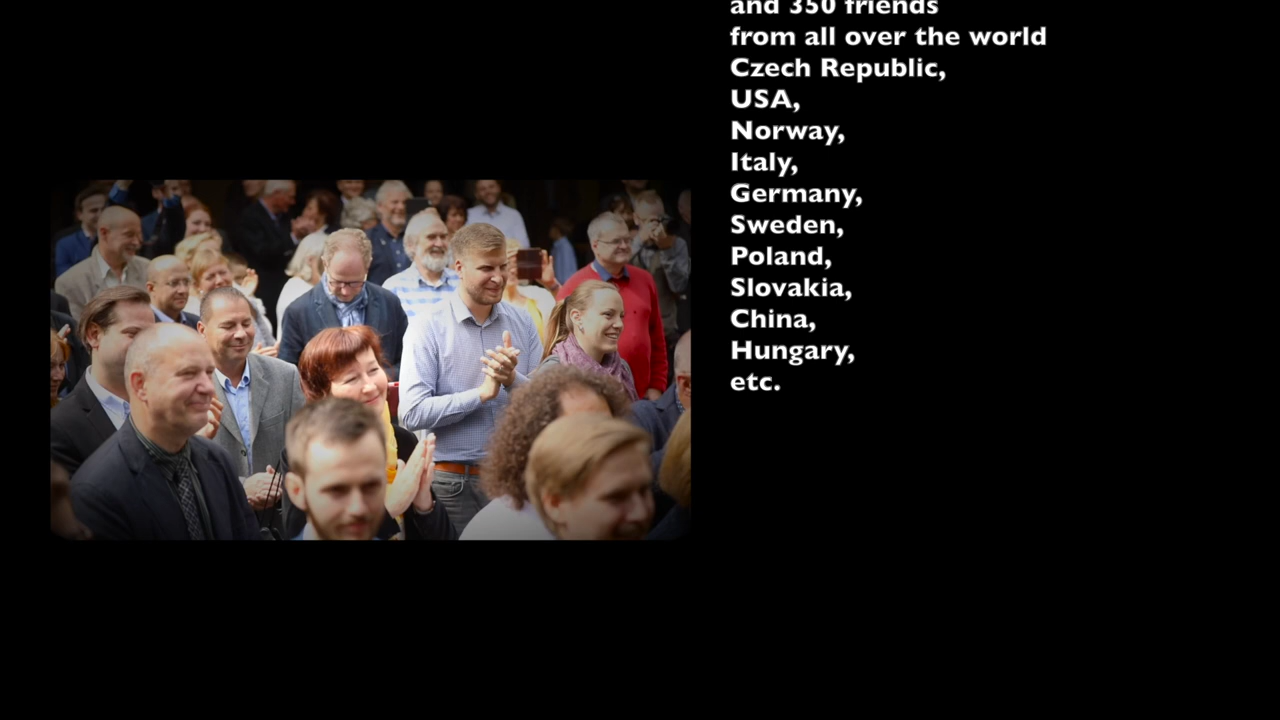 and 350 friends
from all over the world
Czech Republic,
USA,
Norway,
Italy,
Germany,
Sweden,
Poland,
Slovakia,
China,
Hungary,
etc.